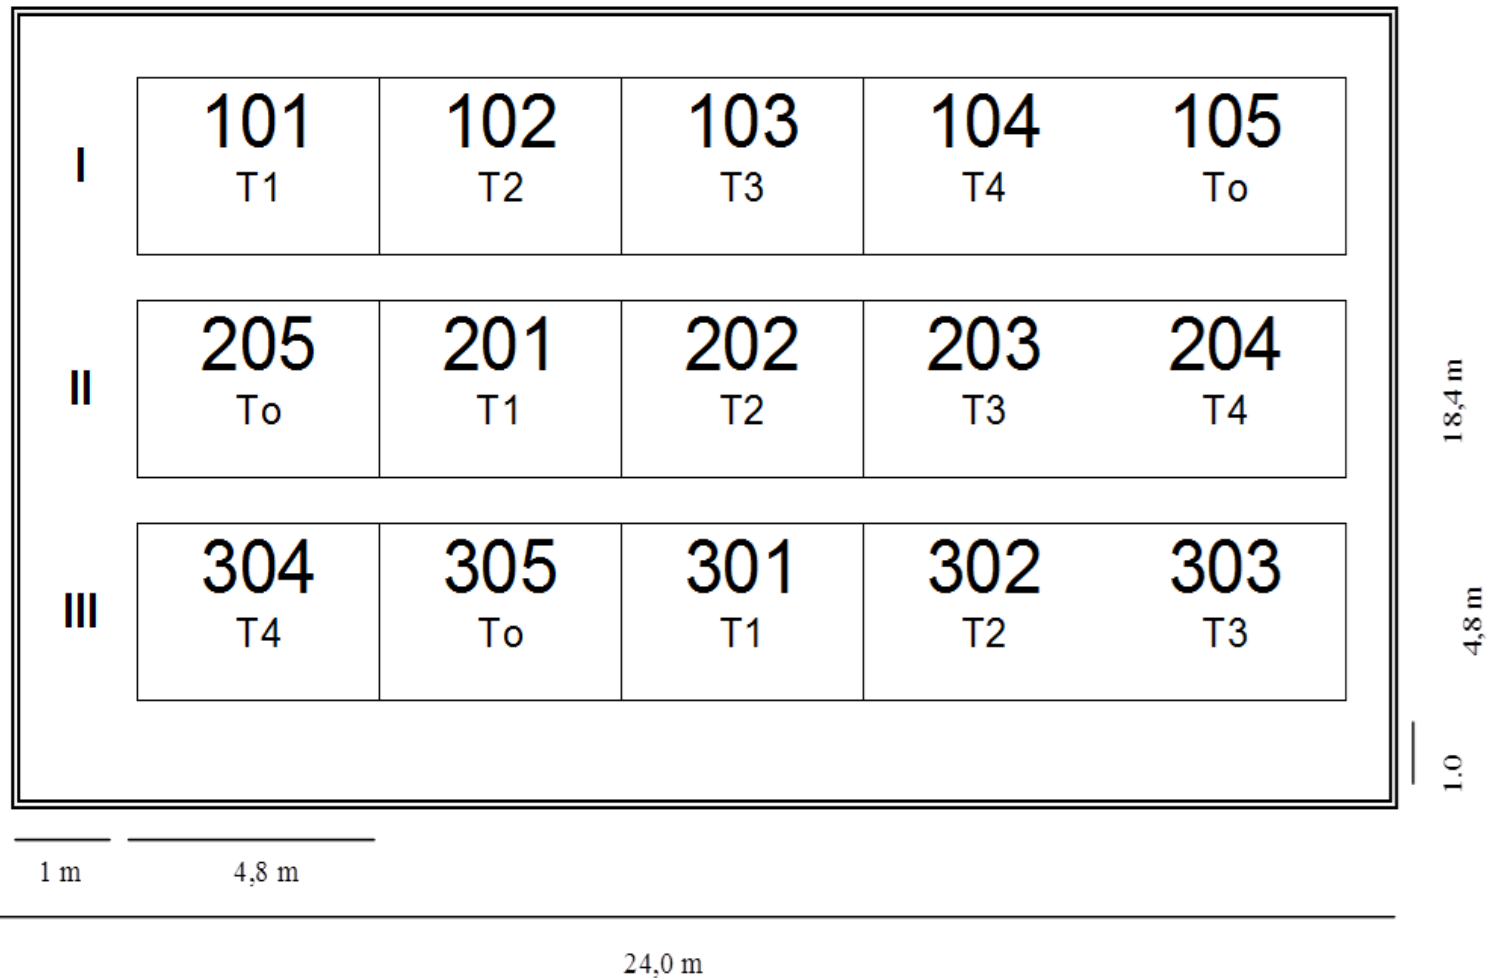 101 102 103 104 105
I
T1 T2 T3 T4 To
205 201 202 203 204
II
To T1 T2 T3 T4
18,4 m
304 305 301 302 303
III
T4 To T1 T2 T3
4,8 m
1.0
1 m 4,8 m
24,0 m